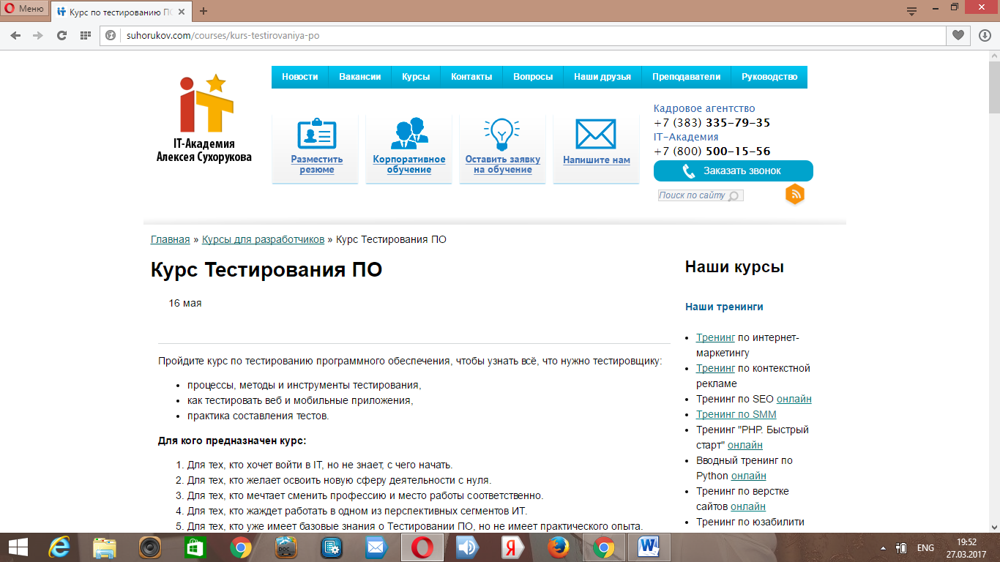 Меню
Курс по тестированию ПО
suhorukov.com/courses/kurs-testirovaniya-po
IT-Академия
Алексея Сухорукова
Новости Вакансии Курсы Контакты Вопросы Наши друзья Преподаватели Руководство
Разместить
резюме
Корпоративное
обучение
Оставить заявку
на обучение
Напишите нам
Кадровое агентство
+7 (383) 335-79-35
IT-Академия
+7 (800) 500-15-56
Заказать звонок
Поиск по сайту
Главная » Курсы для разработчиков » Курс Тестирования ПО
Курс Тестирования ПО
16 мая
Пройдите курс по тестированию программного обеспечения, чтобы узнать всё, что нужно тестировщику:
• процессы, методы и инструменты тестирования,
• как тестировать веб и мобильные приложения,
• практика составления тестов.
Для кого предназначен курс:
1. Для тех, кто хочет войти в IT, но не знает, с чего начать.
2. Для тех, кто желает освоить новую сферу деятельности с нуля.
3. Для тех, кто мечтает сменить профессию и место работы соответственно.
4. Для тех, кто жаждет работать в одном из перспективных сегментов ИТ.
5. Для тех, кто уже имеет базовые знания о Тестировании ПО, но не имеет практического опыта.
Наши курсы
Наши тренинги
• Тренинг по интернет-
маркетингу
• Тренинг по контекстной
рекламе
• Тренинг по SEO онлайн
• Тренинг по SMM
• Тренинг "PHP. Быстрый
старт" онлайн
• Вводный тренинг по
Python онлайн
• Тренинг по верстке
сайтов онлайн
• Тренинг по юзабилити
DOC
Я
W
ENG
19:52
27.03.2017